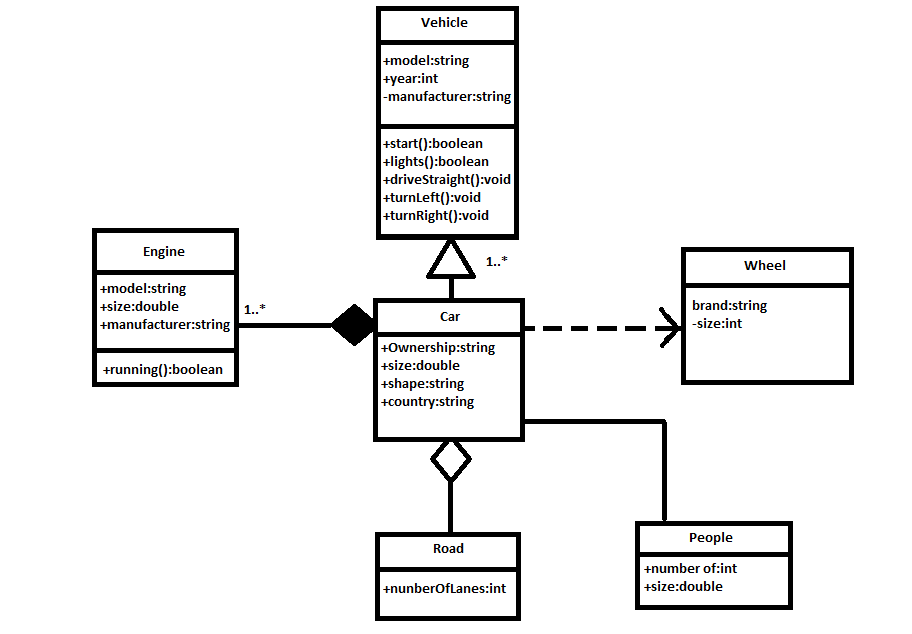 Vehicle
+model:string
+year:int
-manufacturer:string
+start():boolean
+lights():boolean
+driveStraight():void
+turnLeft():void
+turnRight():void
1..*
Engine
+model:string
+size:double
+manufacturer:string
+running():boolean
1..*
Car
+Ownership:string
+size:double
+shape:string
+country:string
Wheel
brand:string
-size:int
Road
+nunberOfLanes:int
People
+number of:int
+size:double